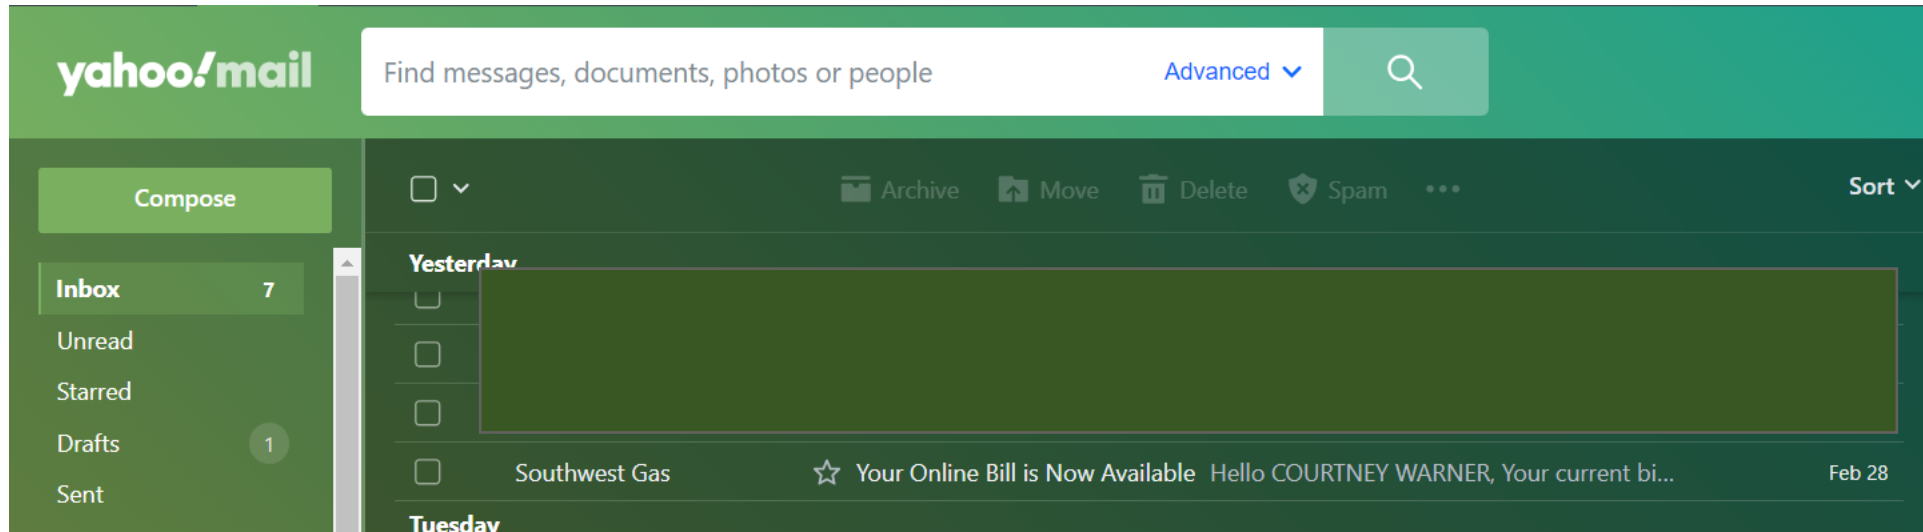 yahoo!mail
Find messages, documents, photos or people
Advanced
Compose
Archive
Move
Delete
Spam
Sort
Yesterday
Inbox 7
Unread
Starred
Drafts 1
Sent
Southwest Gas Your Online Bill is Now Available Hello COURTNEY WARNER, Your current bi... Feb 28
Tuesday